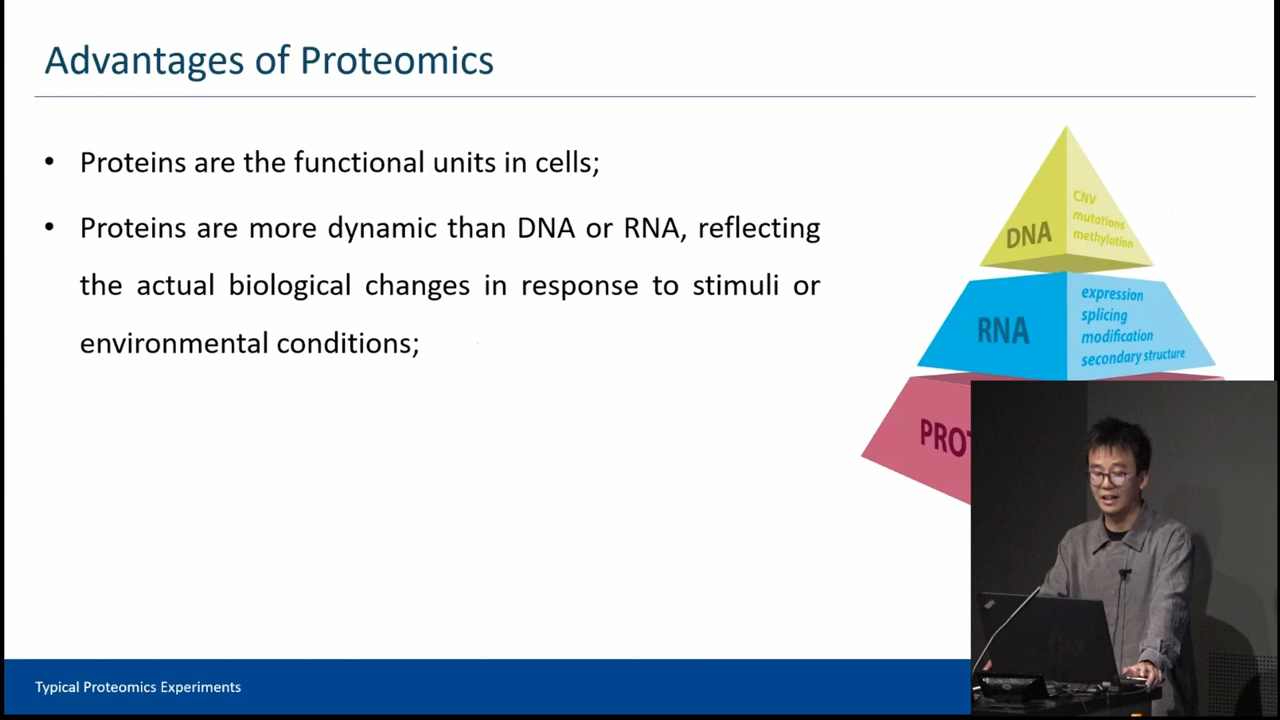 Advantages of Proteomics
• Proteins are the functional units in cells;
• Proteins are more dynamic than DNA or RNA, reflecting
the actual biological changes in response to stimuli or
environmental conditions;
DNA
CNV
mutations
methylation
RNA
expression
splicing
modification
secondary structure
PROT
Typical Proteomics Experiments